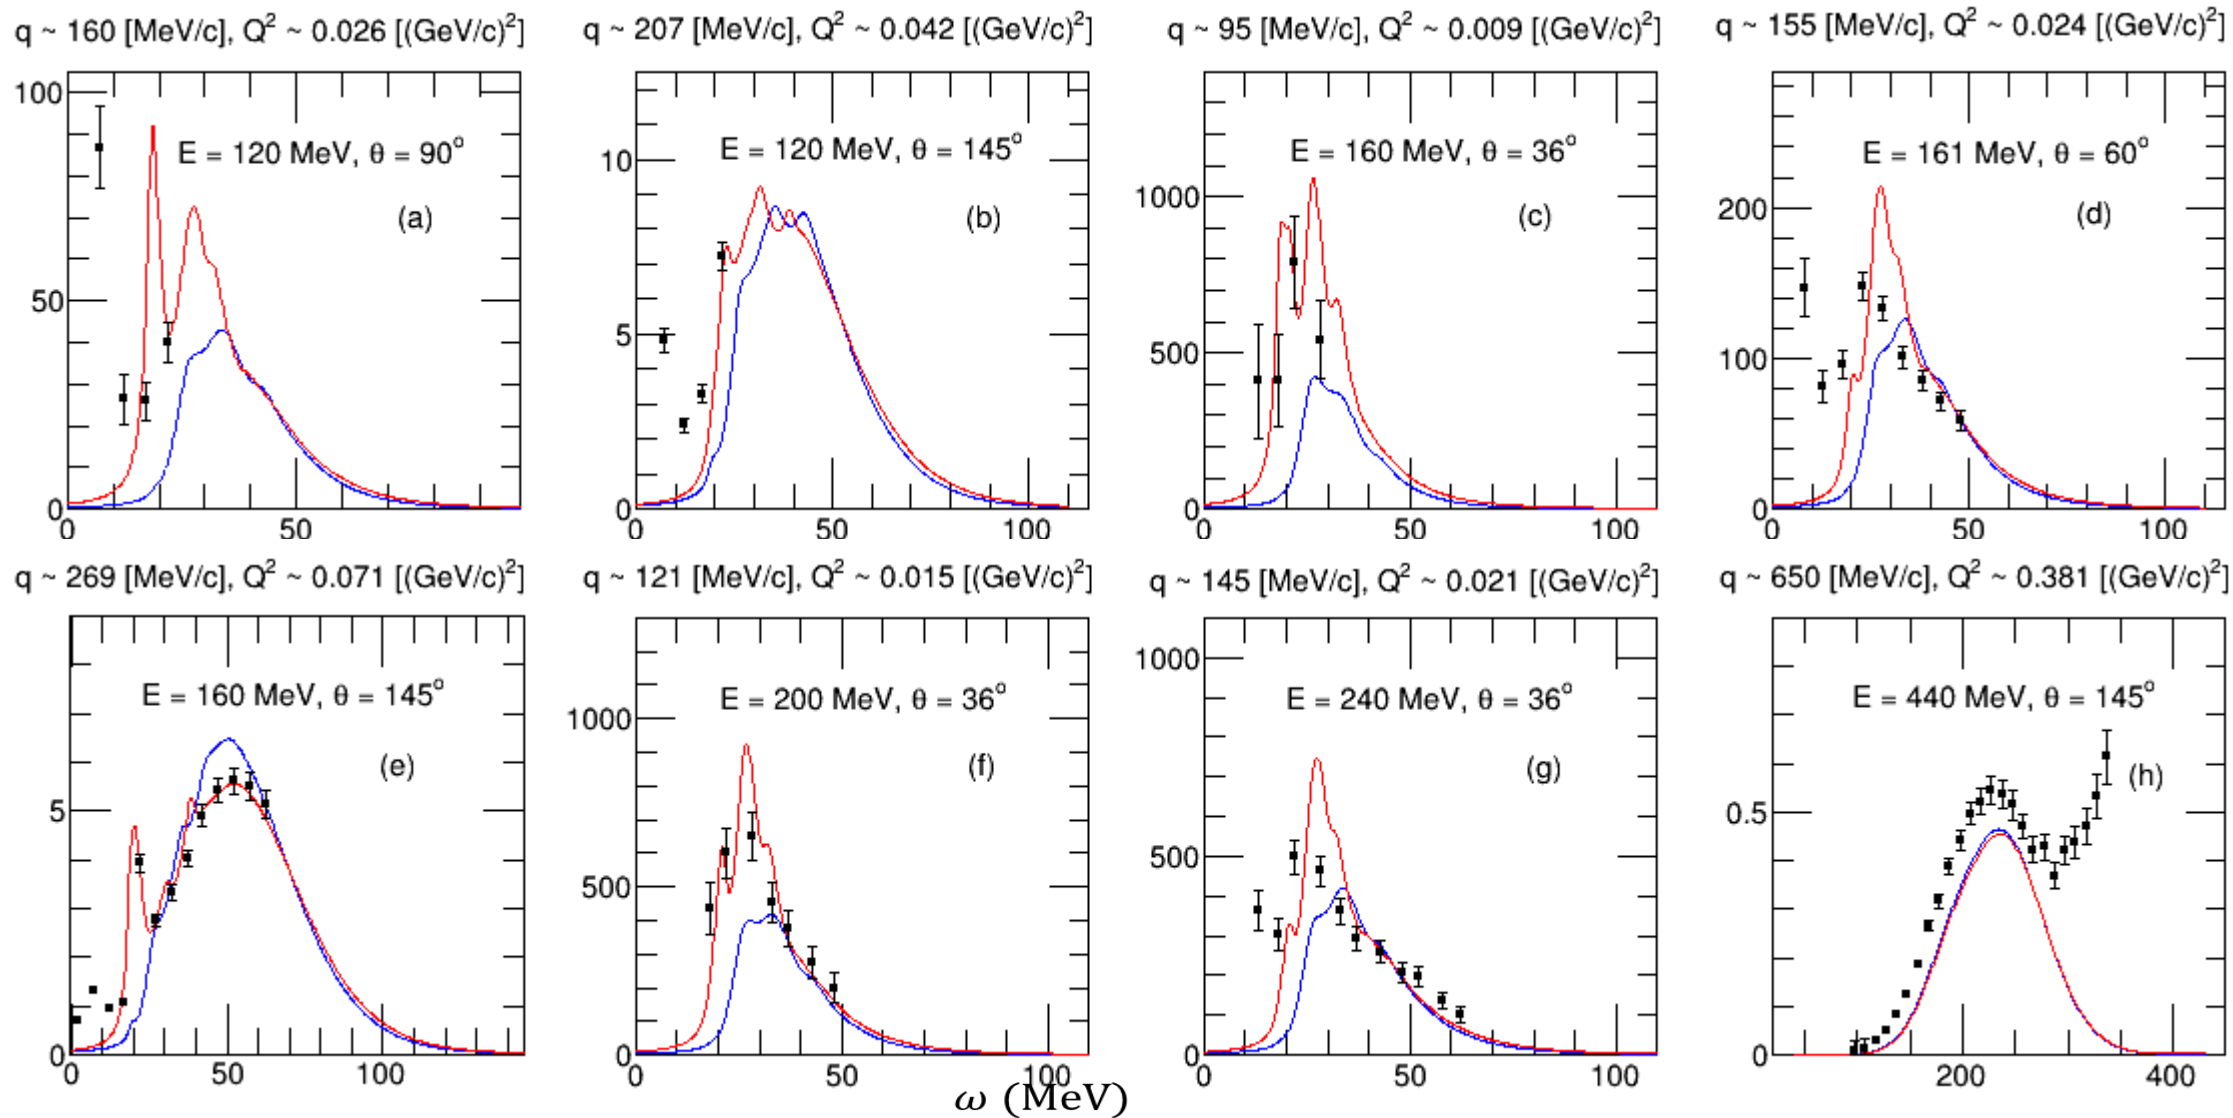 q ~ 160 [MeV/c], Q² ~ 0.026 [(GeV/c)²]
q ~ 207 [MeV/c], Q² ~ 0.042 [(GeV/c)²]
q ~ 95 [MeV/c], Q² ~ 0.009 [(GeV/c)²]
q ~ 155 [MeV/c], Q² ~ 0.024 [(GeV/c)²]
100
50
0
0
50
E = 120 MeV, θ = 90°
(a)
10
5
0
0
50
100
E = 120 MeV, θ = 145°
(b)
1000
500
0
0
50
100
E = 160 MeV, θ = 36°
(c)
200
100
0
0
50
100
E = 161 MeV, θ = 60°
(d)
q ~ 269 [MeV/c], Q² ~ 0.071 [(GeV/c)²]
q ~ 121 [MeV/c], Q² ~ 0.015 [(GeV/c)²]
q ~ 145 [MeV/c], Q² ~ 0.021 [(GeV/c)²]
q ~ 650 [MeV/c], Q² ~ 0.381 [(GeV/c)²]
5
0
0
50
100
E = 160 MeV, θ = 145°
(e)
1000
500
0
0
50
100
E = 200 MeV, θ = 36°
(f)
1000
500
0
0
50
100
E = 240 MeV, θ = 36°
(g)
0.5
0
200
400
E = 440 MeV, θ = 145°
(h)
ω (MeV)